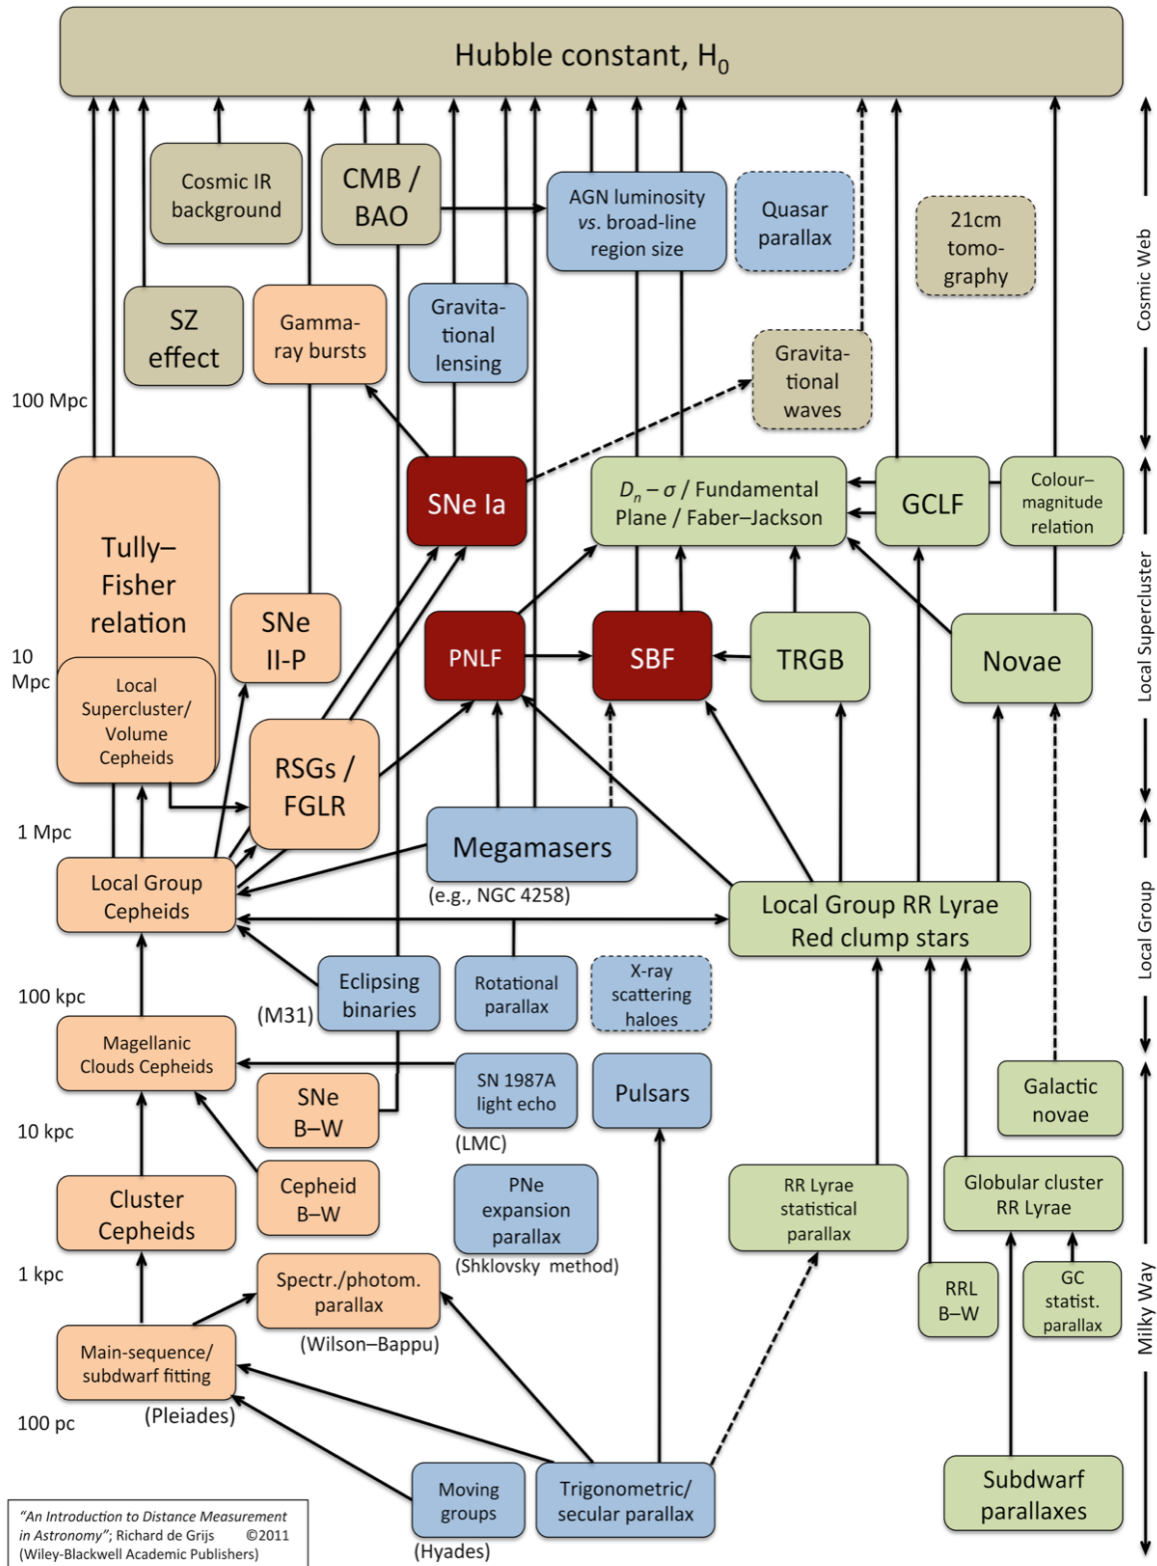 Hubble constant, H₀
Cosmic IR
background
CMB /
BAO
AGN luminosity
vs. broad-line
region size
Quasar
parallax
21cm
tomo-
graphy
Cosmic Web
SZ
effect
Gamma-
ray bursts
Gravita-
tional
lensing
Gravita-
tional
waves
100 Mpc
Tully–
Fisher
relation
SNe Ia
Dₙ – σ / Fundamental
Plane / Faber–Jackson
GCLF
Colour–
magnitude
relation
Local Supercluster
SNe
II-P
PNLF
SBF
TRGB
Novae
10
Mpc
Local
Supercluster/
Volume
Cepheids
RSGs /
FGLR
1 Mpc
Megamasers
(e.g., NGC 4258)
Local Group
Cepheids
Local Group RR Lyrae
Red clump stars
Local Group
100 kpc
Eclipsing
binaries
(M31)
Rotational
parallax
X-ray
scattering
haloes
Magellanic
Clouds Cepheids
SNe
B–W
SN 1987A
light echo
(LMC)
Pulsars
Galactic
novae
10 kpc
Cluster
Cepheids
Cepheid
B–W
PNe
expansion
parallax
(Shklovsky method)
RR Lyrae
statistical
parallax
Globular cluster
RR Lyrae
1 kpc
Spectr./photom.
parallax
(Wilson–Bappu)
RRL
B–W
GC
statist.
parallax
Milky Way
Main-sequence/
subdwarf fitting
(Pleiades)
100 pc
Moving
groups
(Hyades)
Trigonometric/
secular parallax
Subdwarf
parallaxes
"An Introduction to Distance Measurement
in Astronomy"; Richard de Grijs ©2011
(Wiley-Blackwell Academic Publishers)